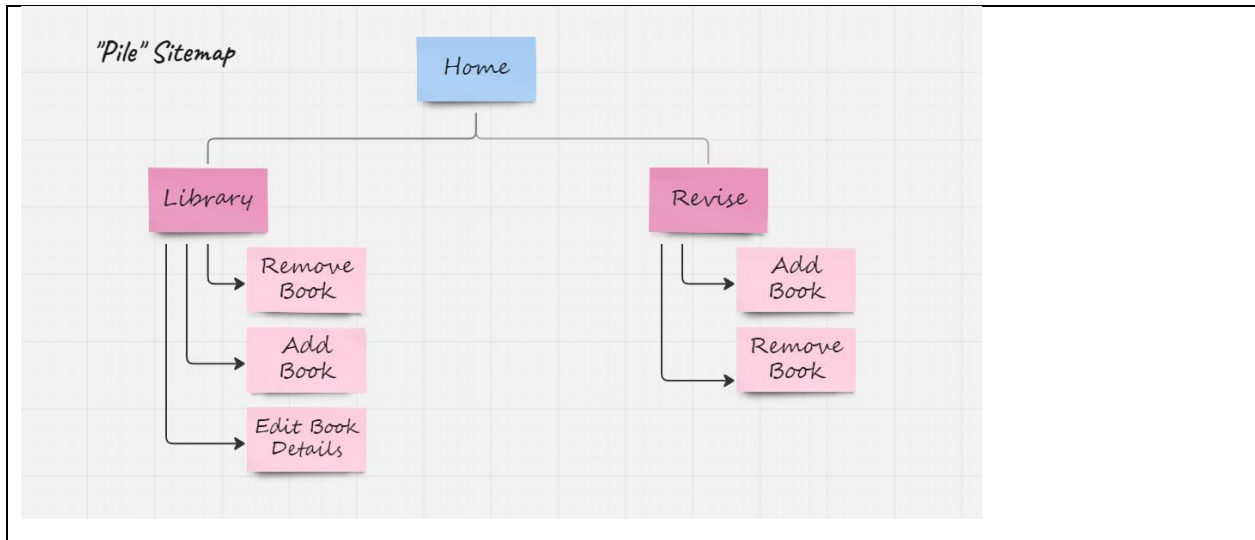 "Pile" Sitemap
Home
Library
Remove
Book
Add
Book
Edit Book
Details
Revise
Add
Book
Remove
Book